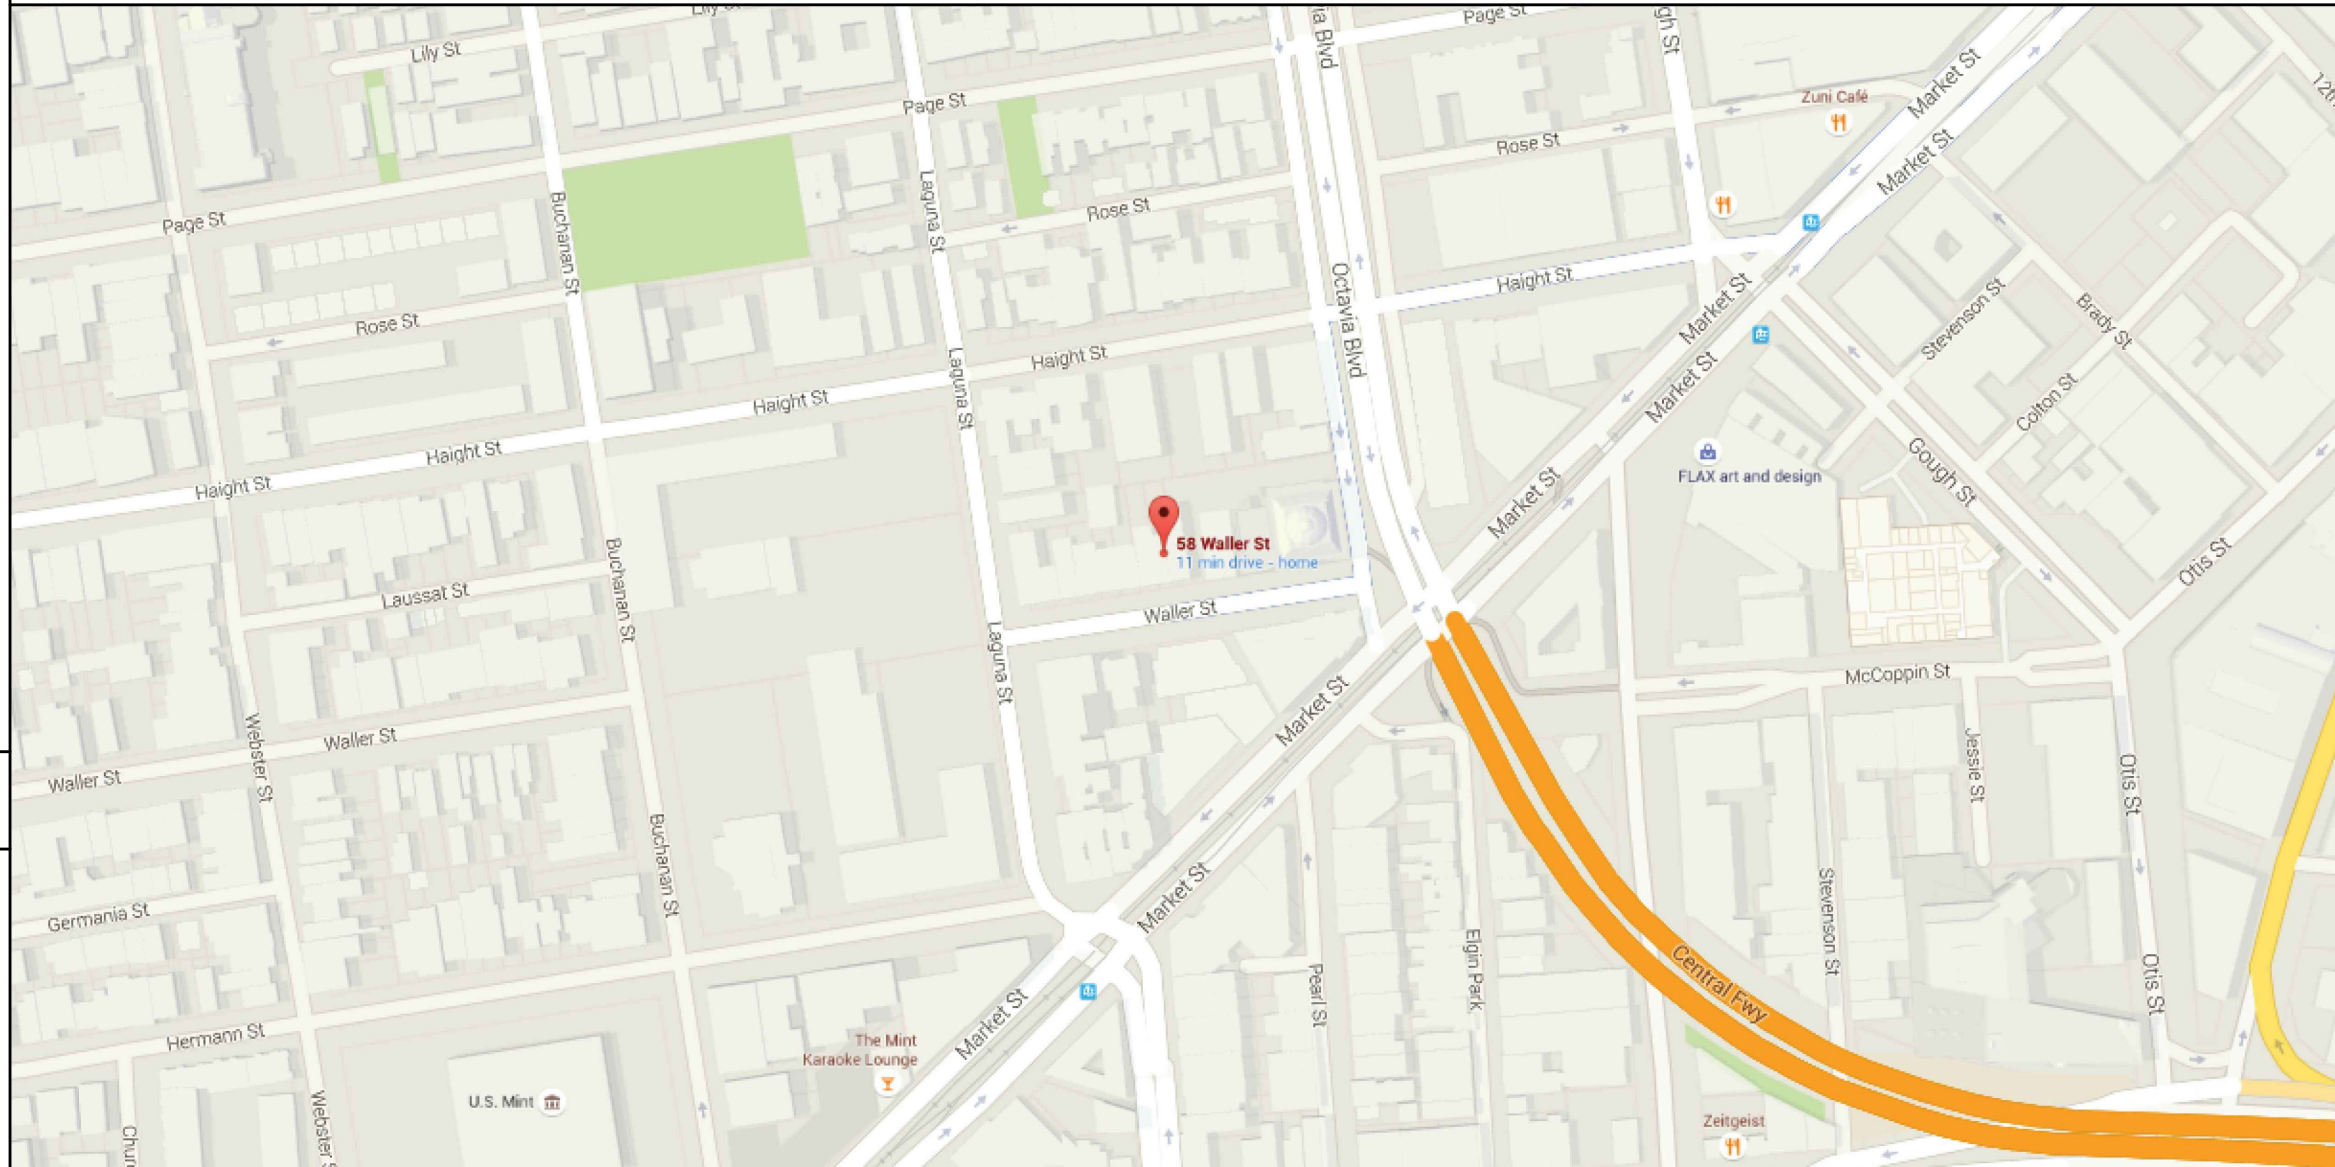 Lily St
ia Blvd
Page St
Market St
Zuni Café
12th
Lily St
Page St
Rose St
Market St
Page St
Buchanan St
Laguna St
Rose St
Haight St
Octavia Blvd
Market St
Stevenson St
Brady St
Rose St
Haight St
Market St
Colton St
Haight St
Laguna St
Haight St
Haight St
Market St
FLAX art and design
Gough St
58 Waller St
11 min drive - home
Buchanan St
Laussat St
Waller St
Otis St
Laguna St
McCoppin St
Market St
Waller St
Webster St
Waller St
Jessie St
Otis St
Buchanan St
Market St
Stevenson St
Germania St
Elgin Park
Pearl St
Central Fwy
Otis St
Hermann St
Market St
The Mint
Karaoke Lounge
U.S. Mint
Webster S
Zeitgeist